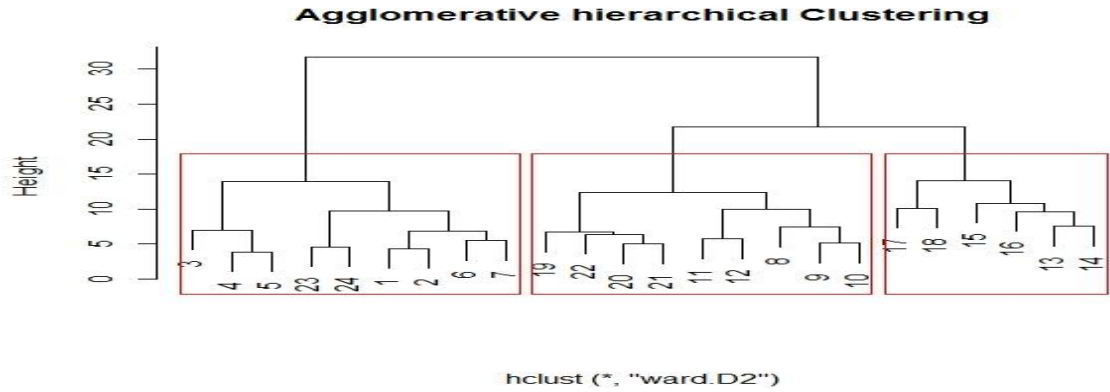 Agglomerative hierarchical Clustering
Height
30
25
20
15
10
5
0
3 4 5 23 24 1 2 6 7 19 22 20 21 11 12 8 9 10 17 18 15 16 13 14
hclust (*, "ward.D2")